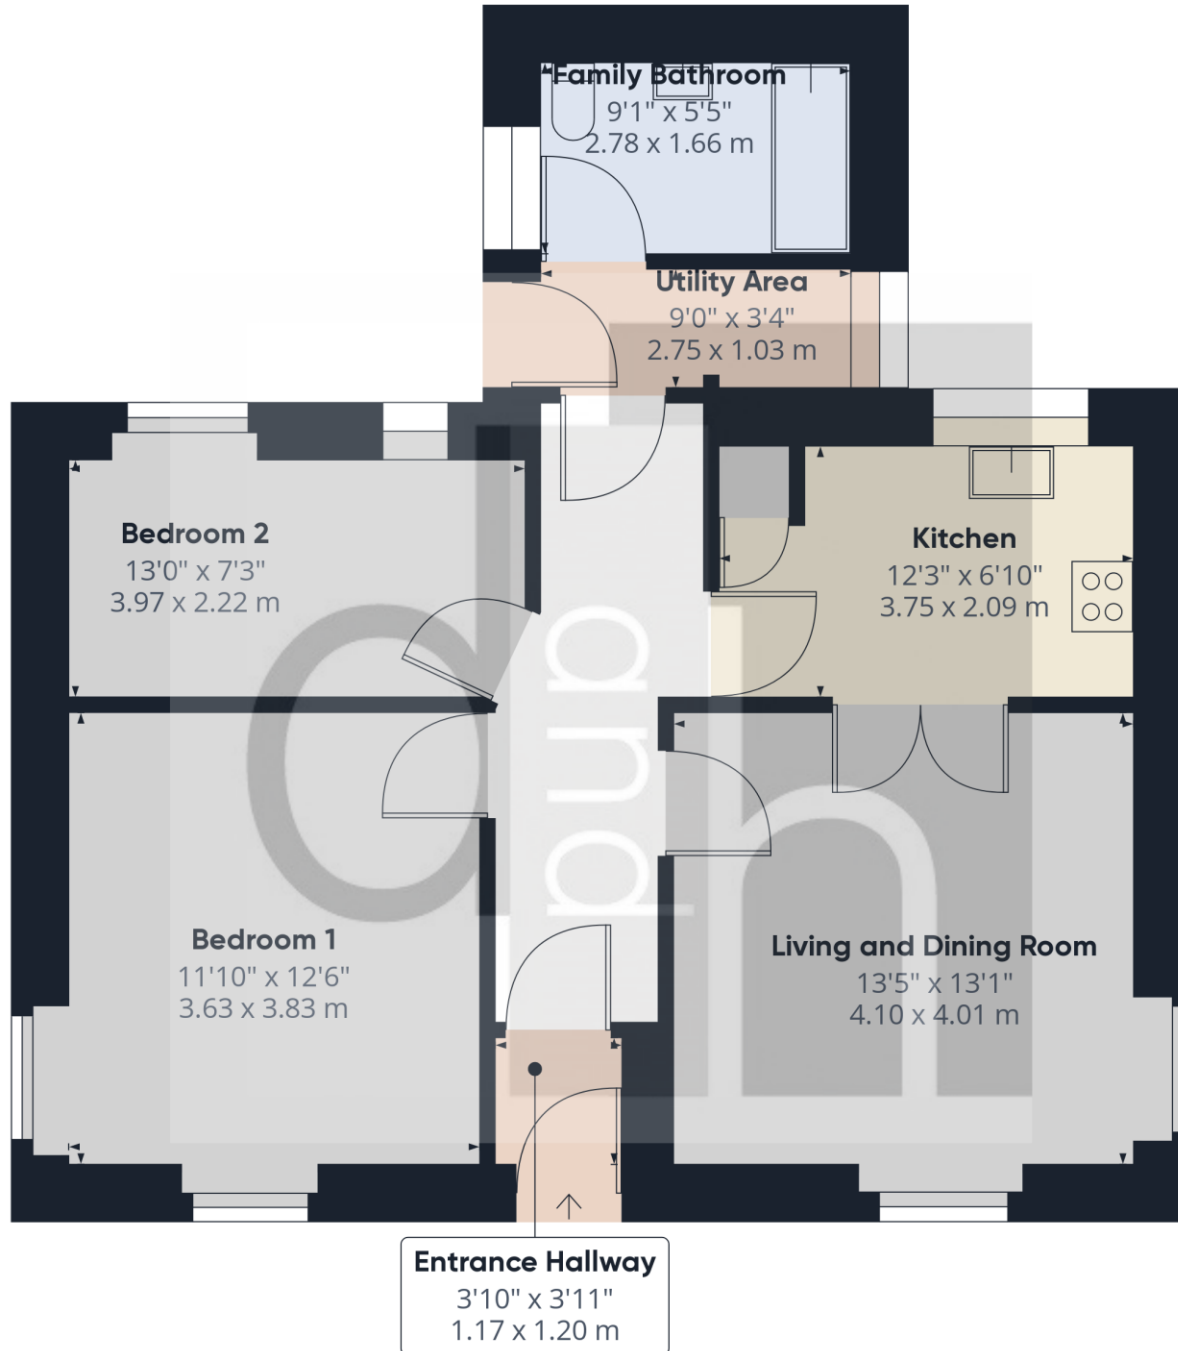 Family Bathroom
9'1" x 5'5"
2.78 x 1.66 m
Utility Area
9'0" x 3'4"
2.75 x 1.03 m
Bedroom 2
13'0" x 7'3"
3.97 x 2.22 m
Kitchen
12'3" x 6'10"
3.75 x 2.09 m
d
and
h
Bedroom 1
11'10" x 12'6"
3.63 x 3.83 m
Living and Dining Room
13'5" x 13'1"
4.10 x 4.01 m
Entrance Hallway
3'10" x 3'11"
1.17 x 1.20 m